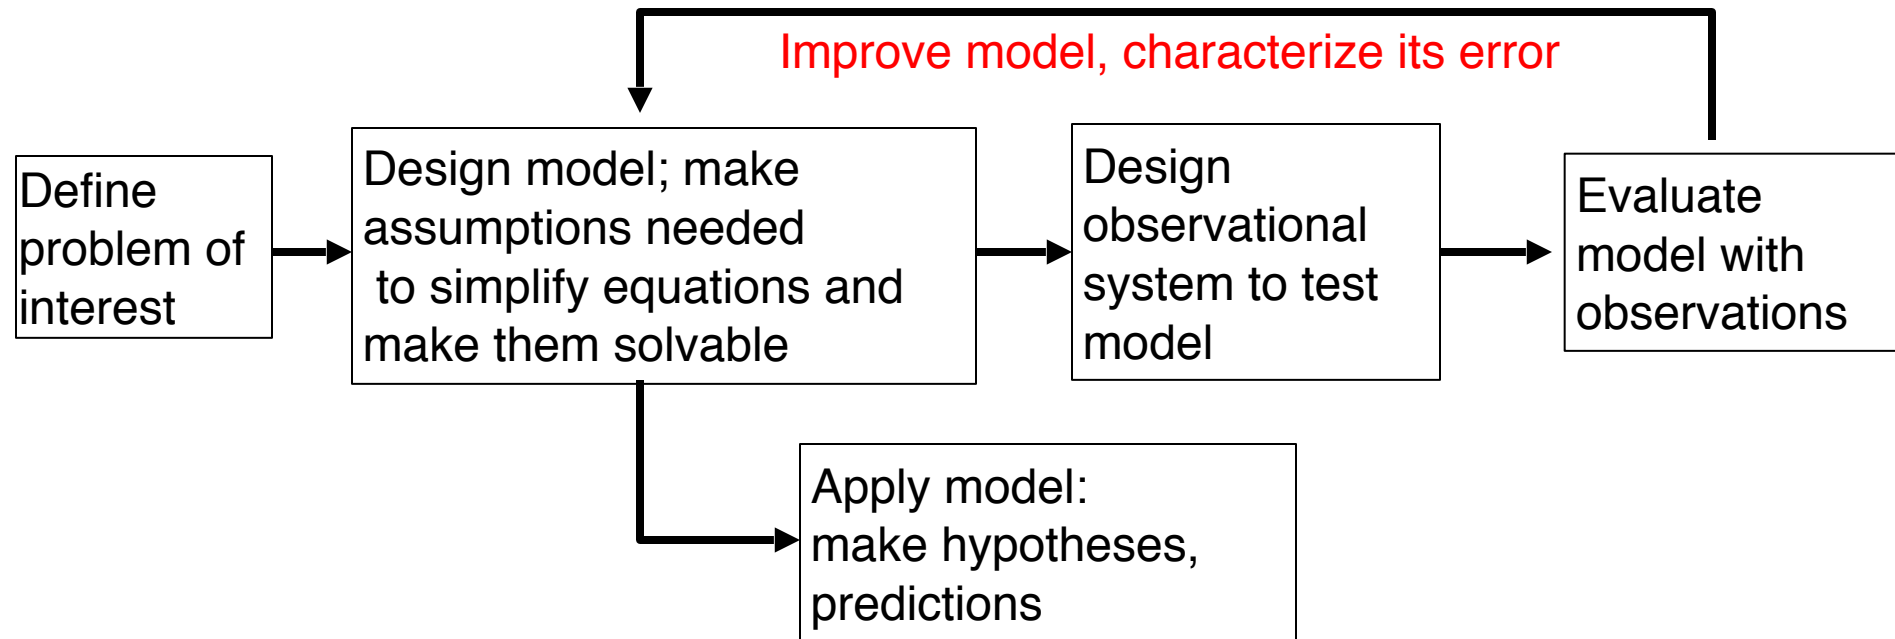 Improve model, characterize its error
Define
problem of
interest
Design model; make
assumptions needed
to simplify equations and
make them solvable
Design
observational
system to test
model
Evaluate
model with
observations
Apply model:
make hypotheses,
predictions